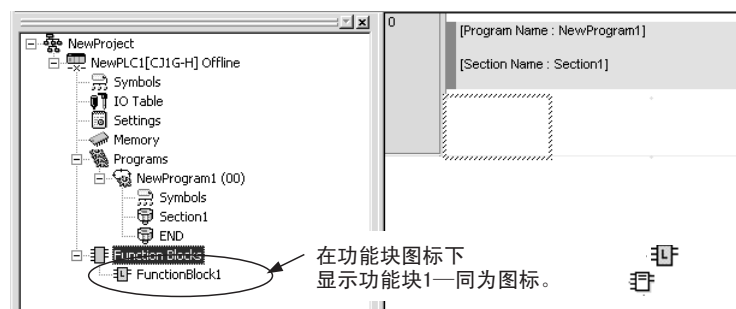 NewProject
NewPLC1[CJ1G-H] Offline
Symbols
IO Table
Settings
Memory
Programs
NewProgram1 (00)
Symbols
Section1
END
Function Blocks
FunctionBlock1
0
[Program Name : NewProgram1]
[Section Name : Section1]
在功能块图标下
显示功能块1—同为图标。
L